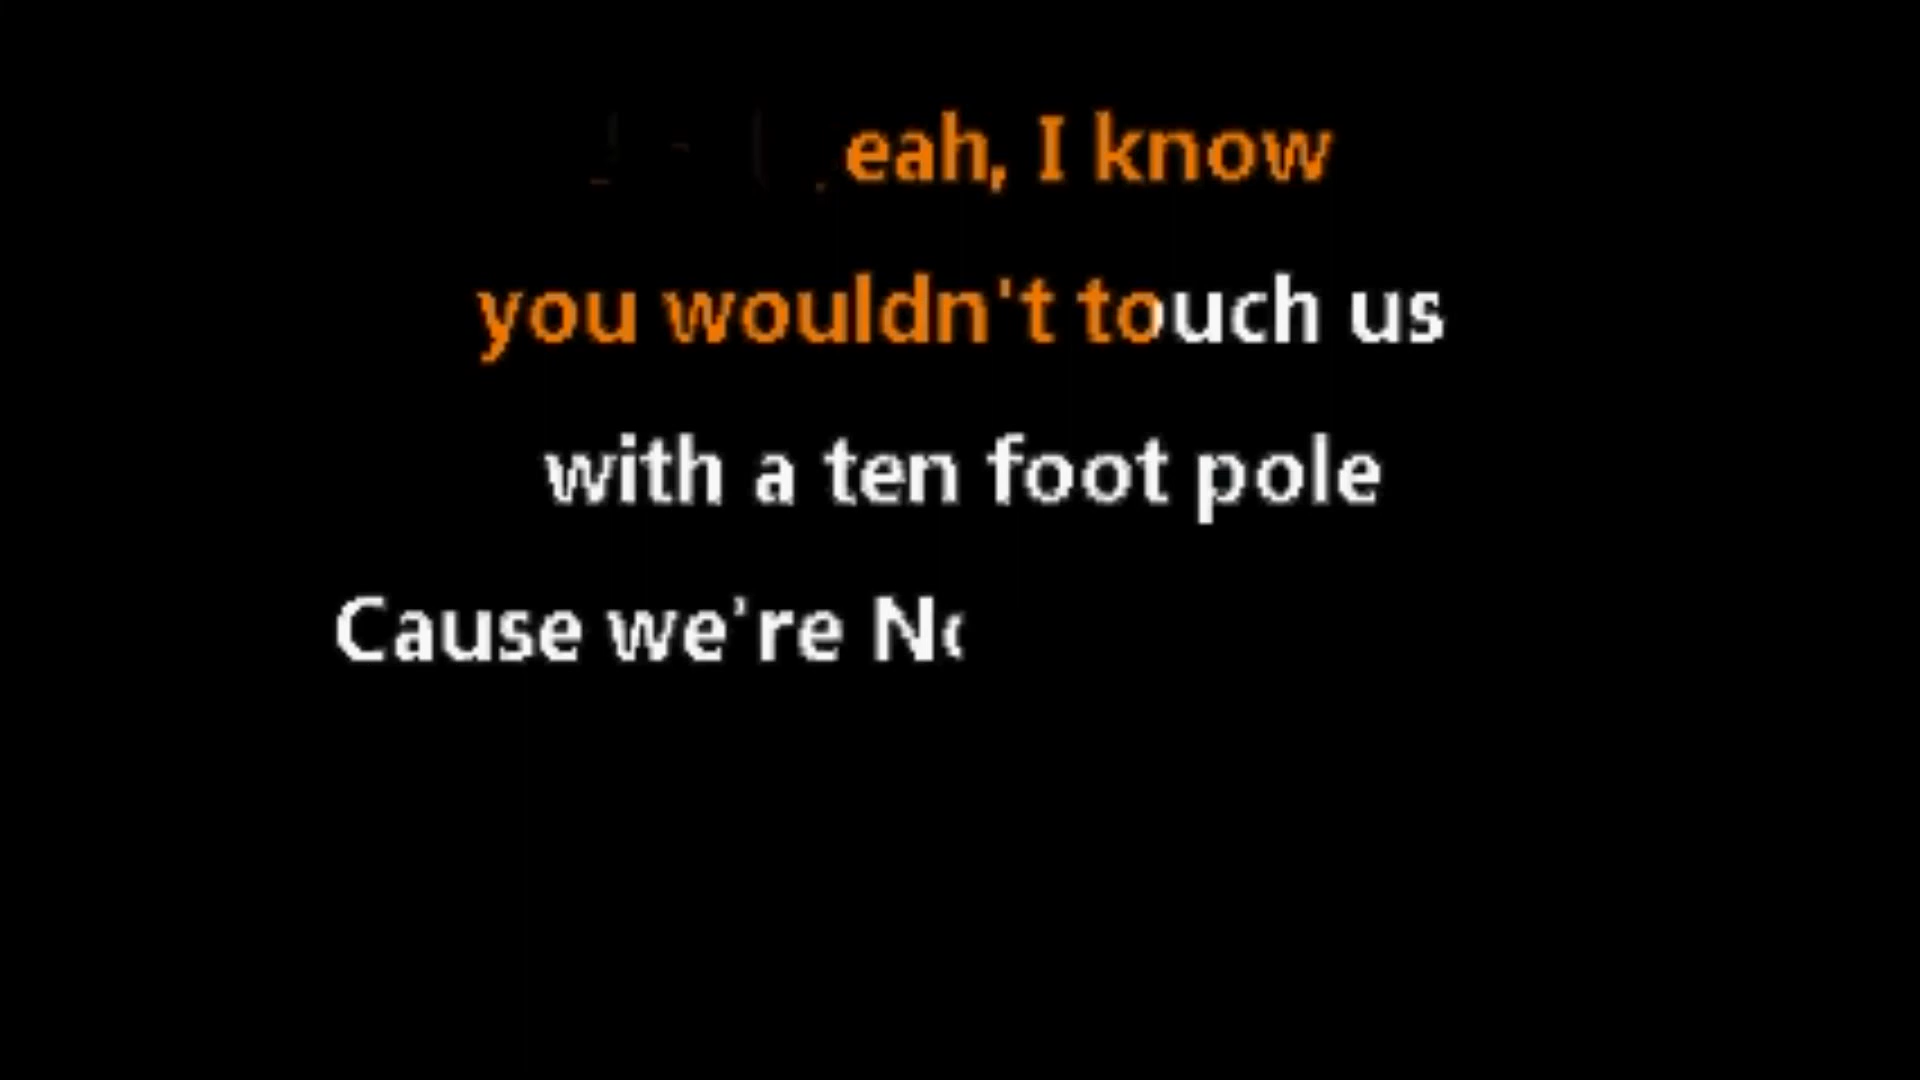 eah, I know
you wouldn't touch us
with a ten foot pole
Cause we're N